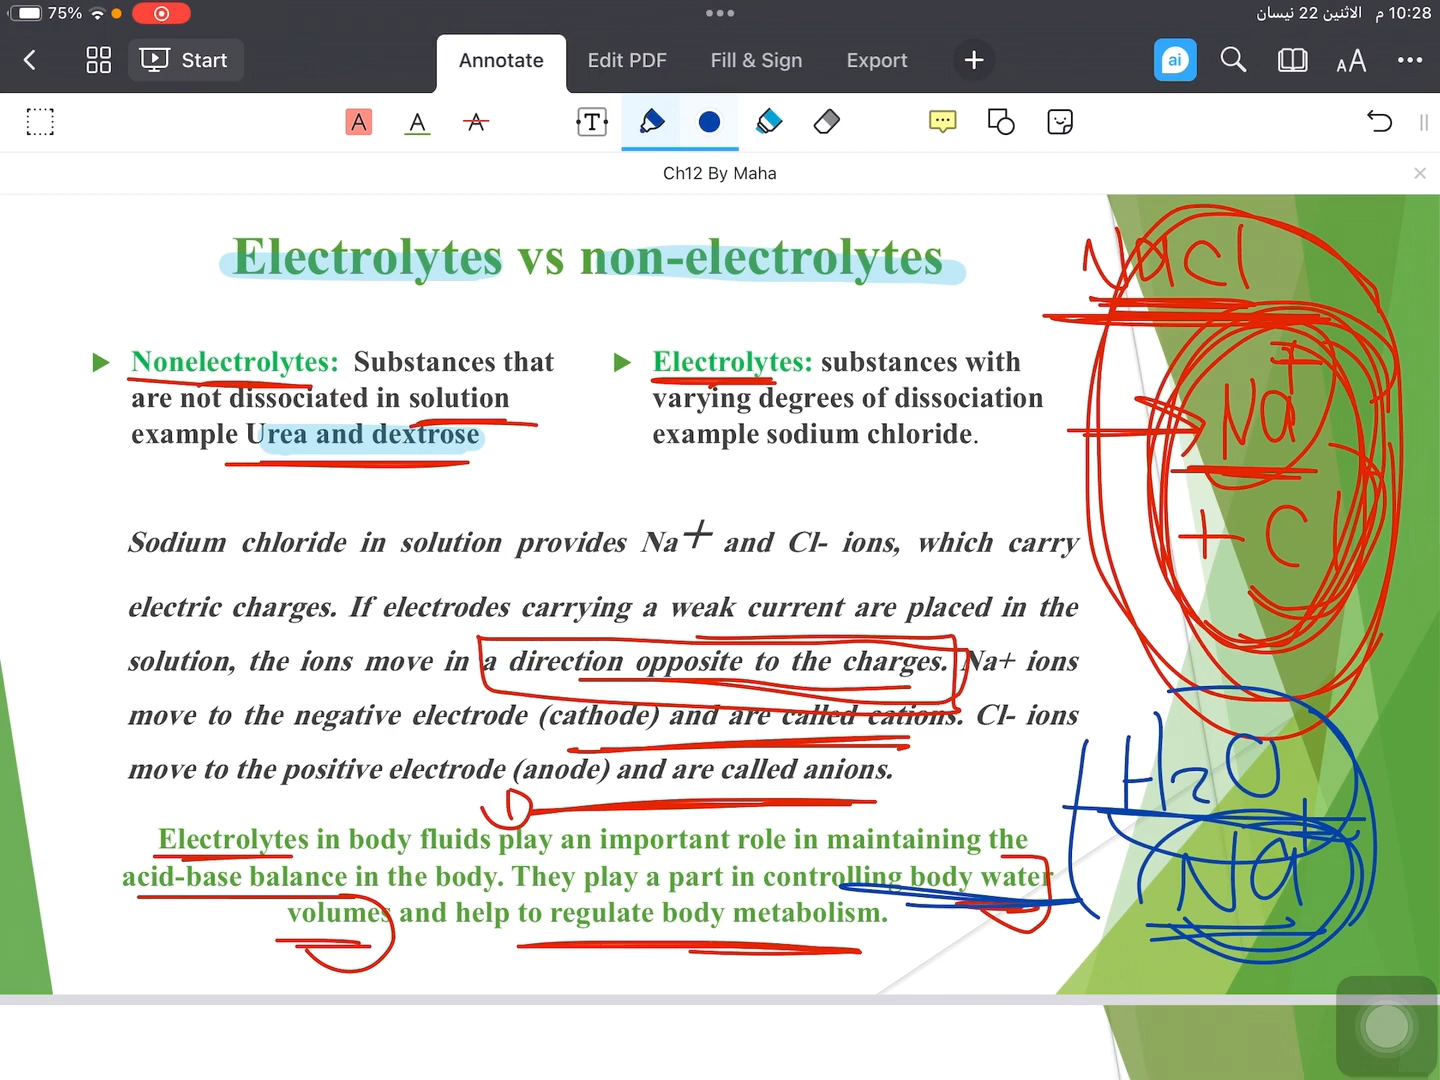 75%
10:28 م الاثنين 22 نيسان
Start
Annotate
Edit PDF
Fill & Sign
Export
ai
AA
A
A
A
T
Ch12 By Maha
Electrolytes vs non-electrolytes
Nonelectrolytes: Substances that
are not dissociated in solution
example Urea and dextrose
Electrolytes: substances with
varying degrees of dissociation
example sodium chloride.
Sodium chloride in solution provides Na+ and Cl- ions, which carry
electric charges. If electrodes carrying a weak current are placed in the
solution, the ions move in a direction opposite to the charges. Na+ ions
move to the negative electrode (cathode) and are called cations. Cl- ions
move to the positive electrode (anode) and are called anions.
Electrolytes in body fluids play an important role in maintaining the
acid-base balance in the body. They play a part in controlling body water
volumes and help to regulate body metabolism.
NaCl
Na+
+ Cl
H2O
Na+